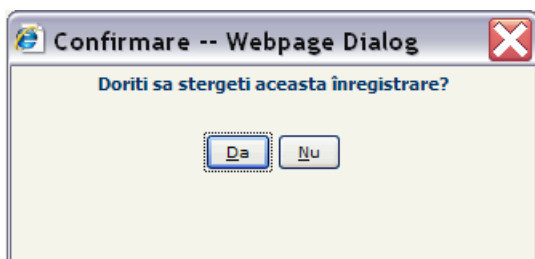 Confirmare -- Webpage Dialog
Doriti sa stergeti aceasta înregistrare?
Da Nu